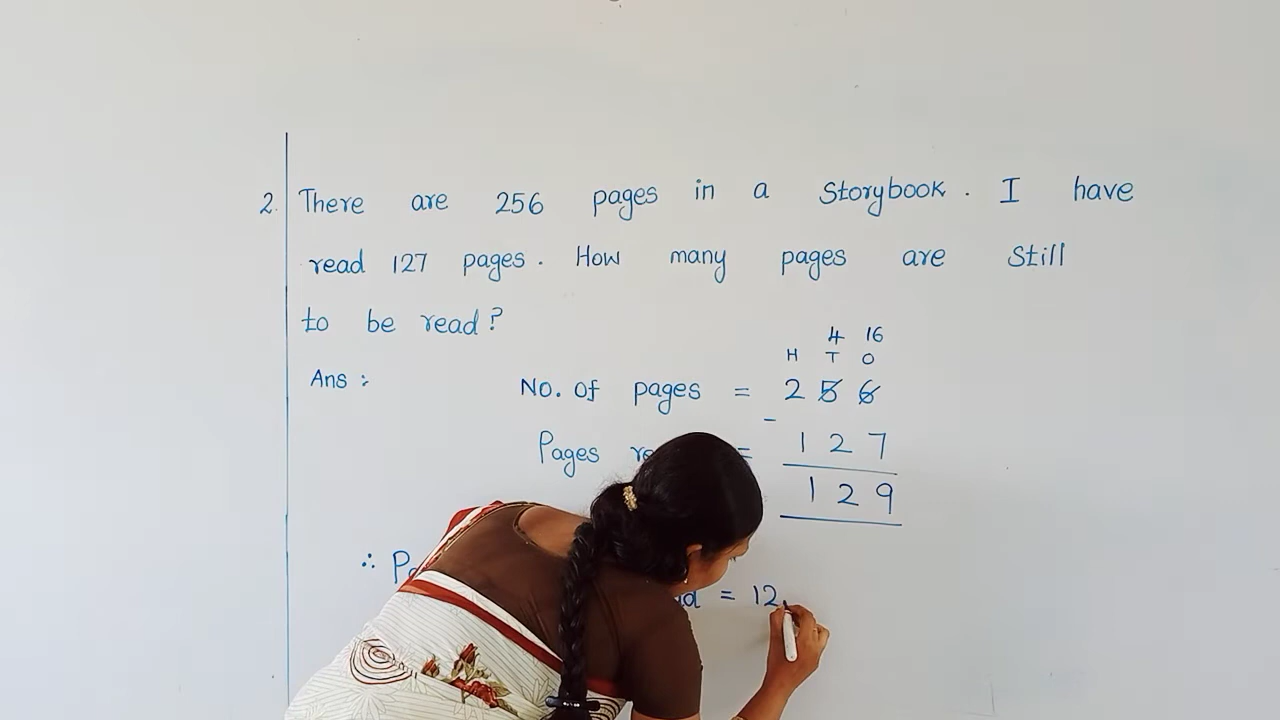 2. There are 256 pages in a Storybook. I have
read 127 pages. How many pages are still
to be read?
4 16
H T O
Ans : No. of pages = 2 5 6
-
Pages = 1 2 7
1 2 9
∴ = 12